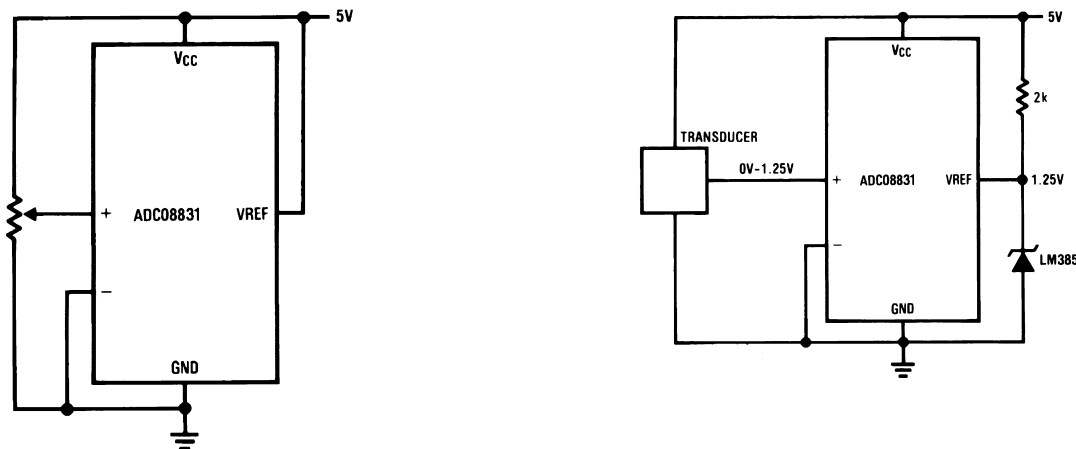 5V
VCC
+
ADC08831
VREF
−
GND
5V
VCC
2k
TRANSDUCER
0V–1.25V
+
ADC08831
VREF
1.25V
−
LM385
GND